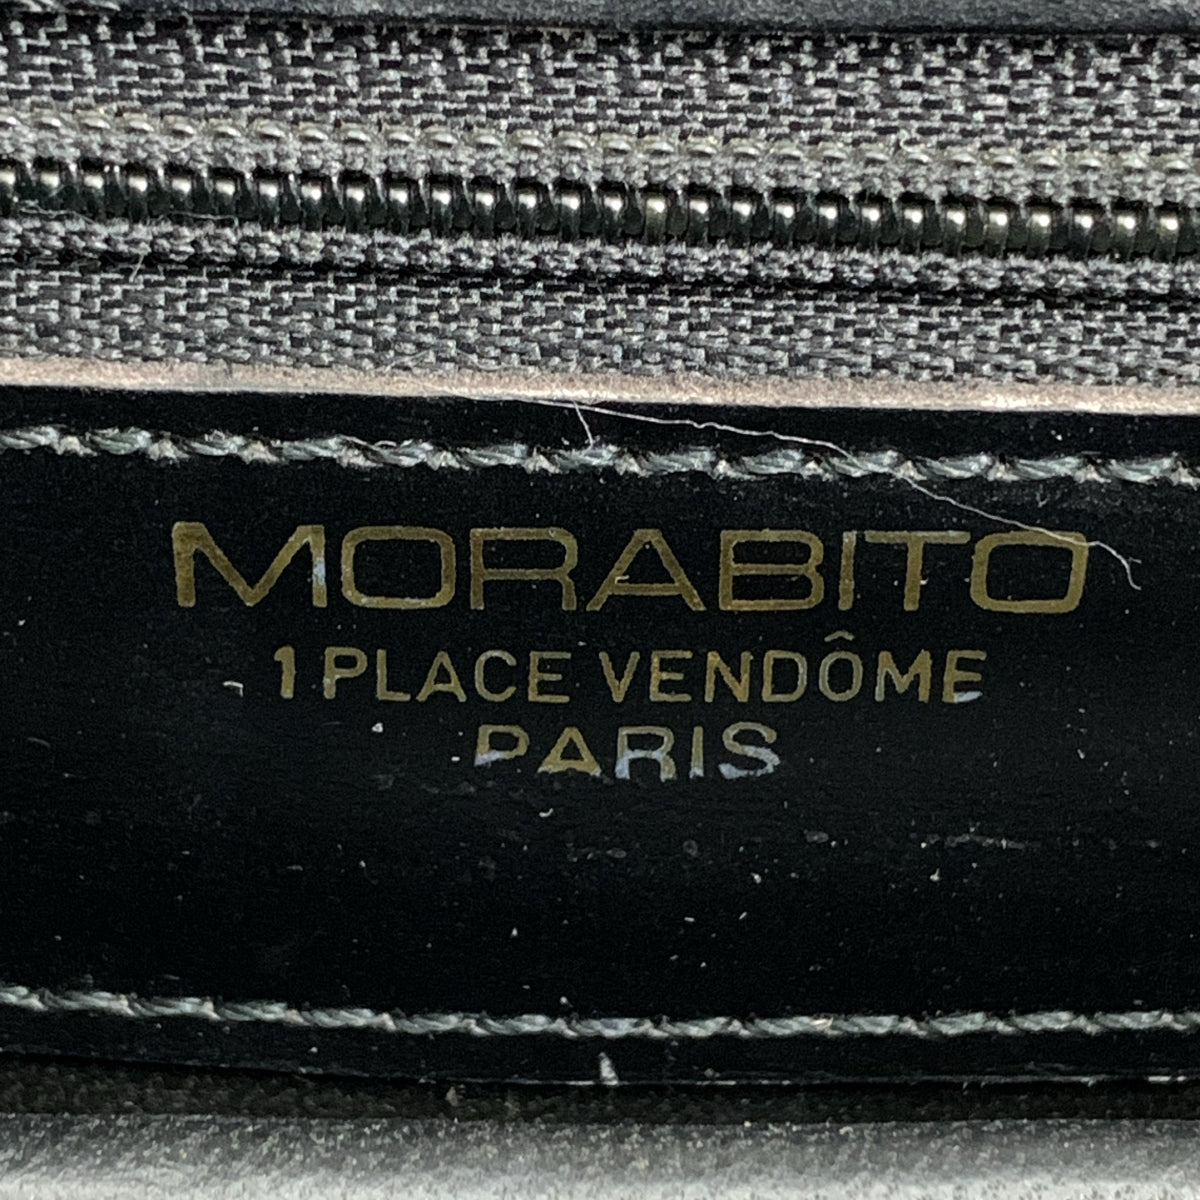 MORABITO
1 PLACE VENDÔME
PARIS